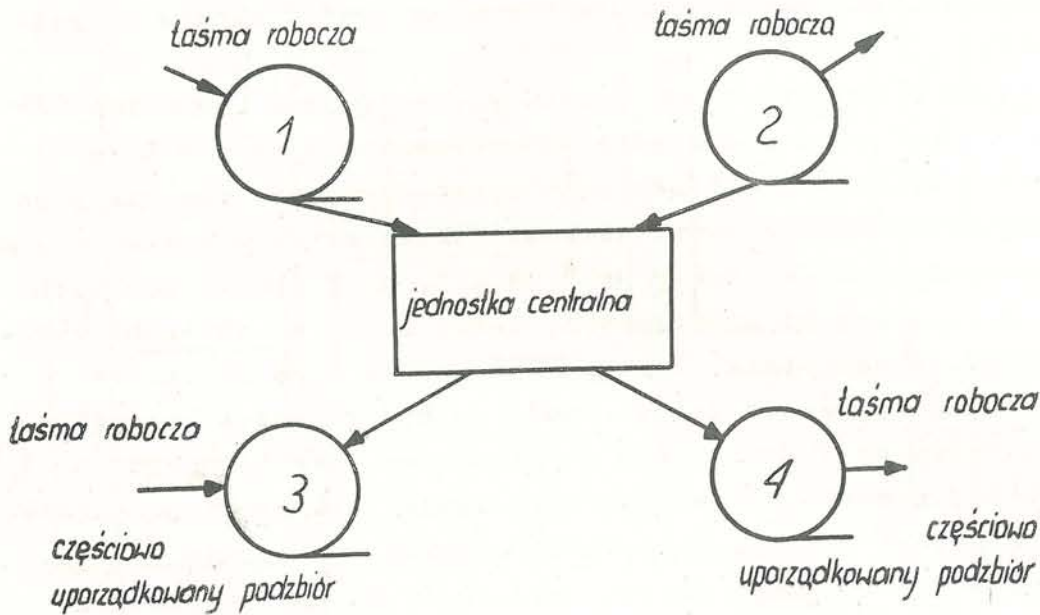 taśma robocza
taśma robocza
1
2
jednostka centralna
taśma robocza
taśma robocza
3
4
częściowo
uporządkowany podzbiór
częściowo
uporządkowany podzbiór